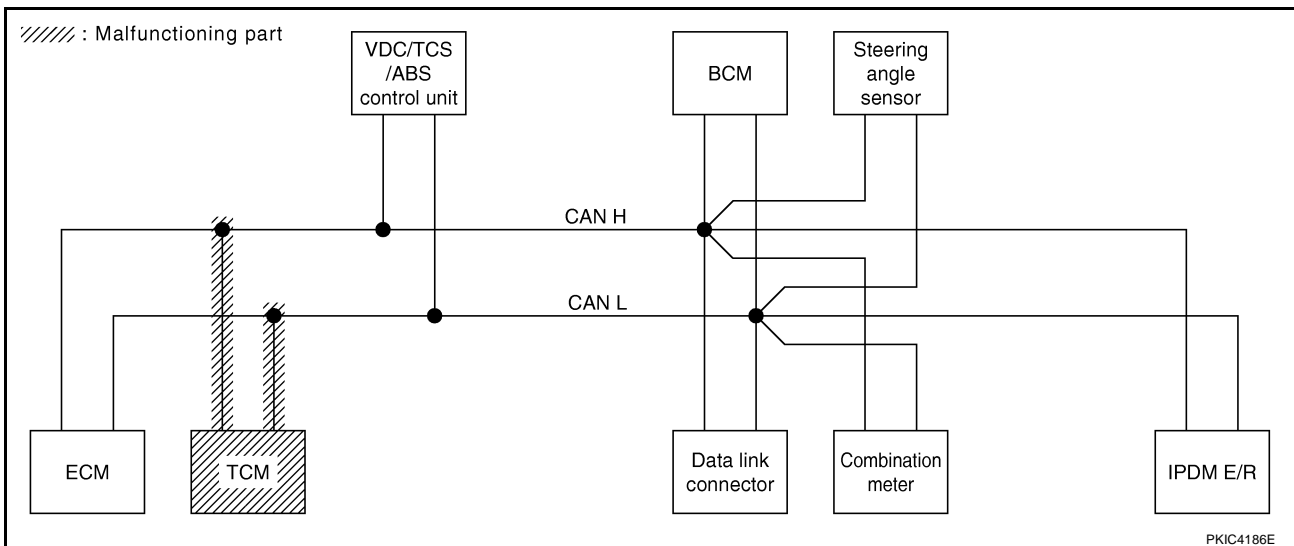 : Malfunctioning part
VDC/TCS
/ABS
control unit
BCM
Steering
angle
sensor
CAN H
CAN L
ECM
TCM
Data link
connector
Combination
meter
IPDM E/R
PKIC4186E